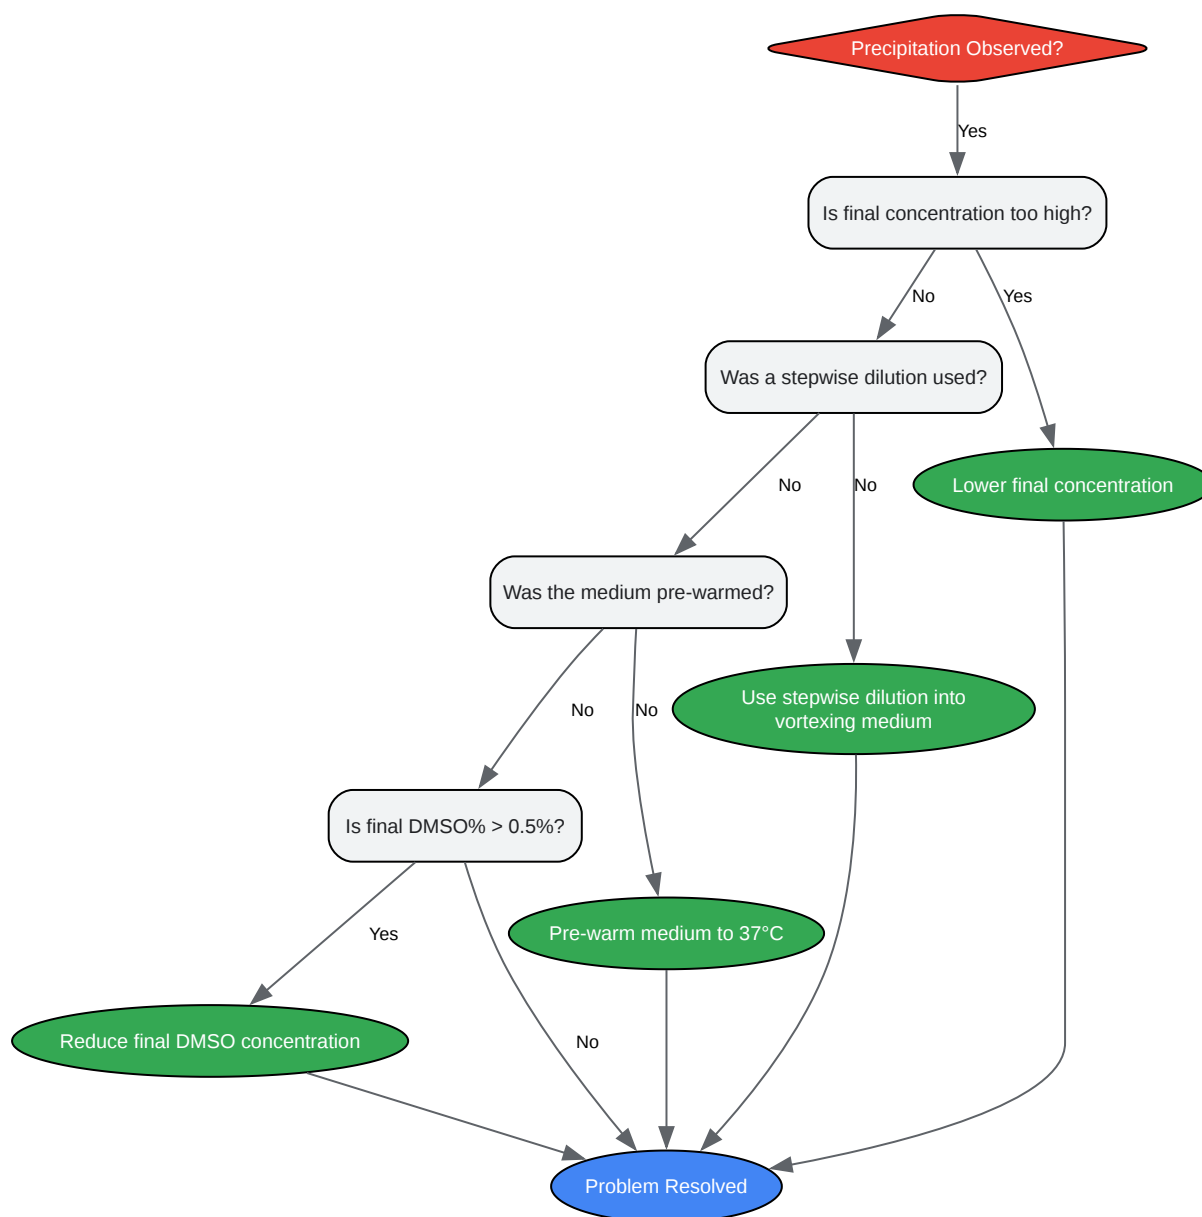 Precipitation Observed?
Yes
Is final concentration too high?
No
Yes
Was a stepwise dilution used?
No
No
Lower final concentration
Was the medium pre-warmed?
No
No
Use stepwise dilution into
vortexing medium
Is final DMSO% > 0.5%?
Yes
Pre-warm medium to 37°C
No
Reduce final DMSO concentration
Problem Resolved